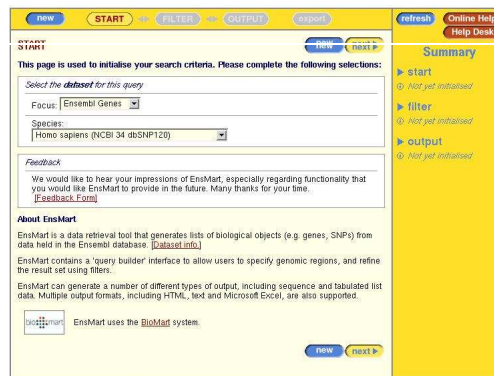 new START FILTER OUTPUT export refresh Online Help
Help Desk
START new next
Summary
This page is used to initialise your search criteria. Please complete the following selections:
Select the dataset for this query
Focus: Ensembl Genes
Species:
Homo sapiens (NCBI 34 dbSNP120)
start
Not yet initialised
filter
Not yet initialised
output
Not yet initialised
Feedback
We would like to hear your impressions of EnsMart, especially regarding functionality that
you would like EnsMart to provide in the future. Many thanks for your time.
[Feedback Form]
About EnsMart
EnsMart is a data retrieval tool that generates lists of biological objects (e.g. genes, SNPs) from
data held in the Ensembl database. [Dataset info.]
EnsMart contains a 'query builder' interface to allow users to specify genomic regions, and refine
the result set using filters.
EnsMart can generate a number of different types of output, including sequence and tabulated list
data. Multiple output formats, including HTML, text and Microsoft Excel, are also supported.
biomart EnsMart uses the BioMart system.
new next